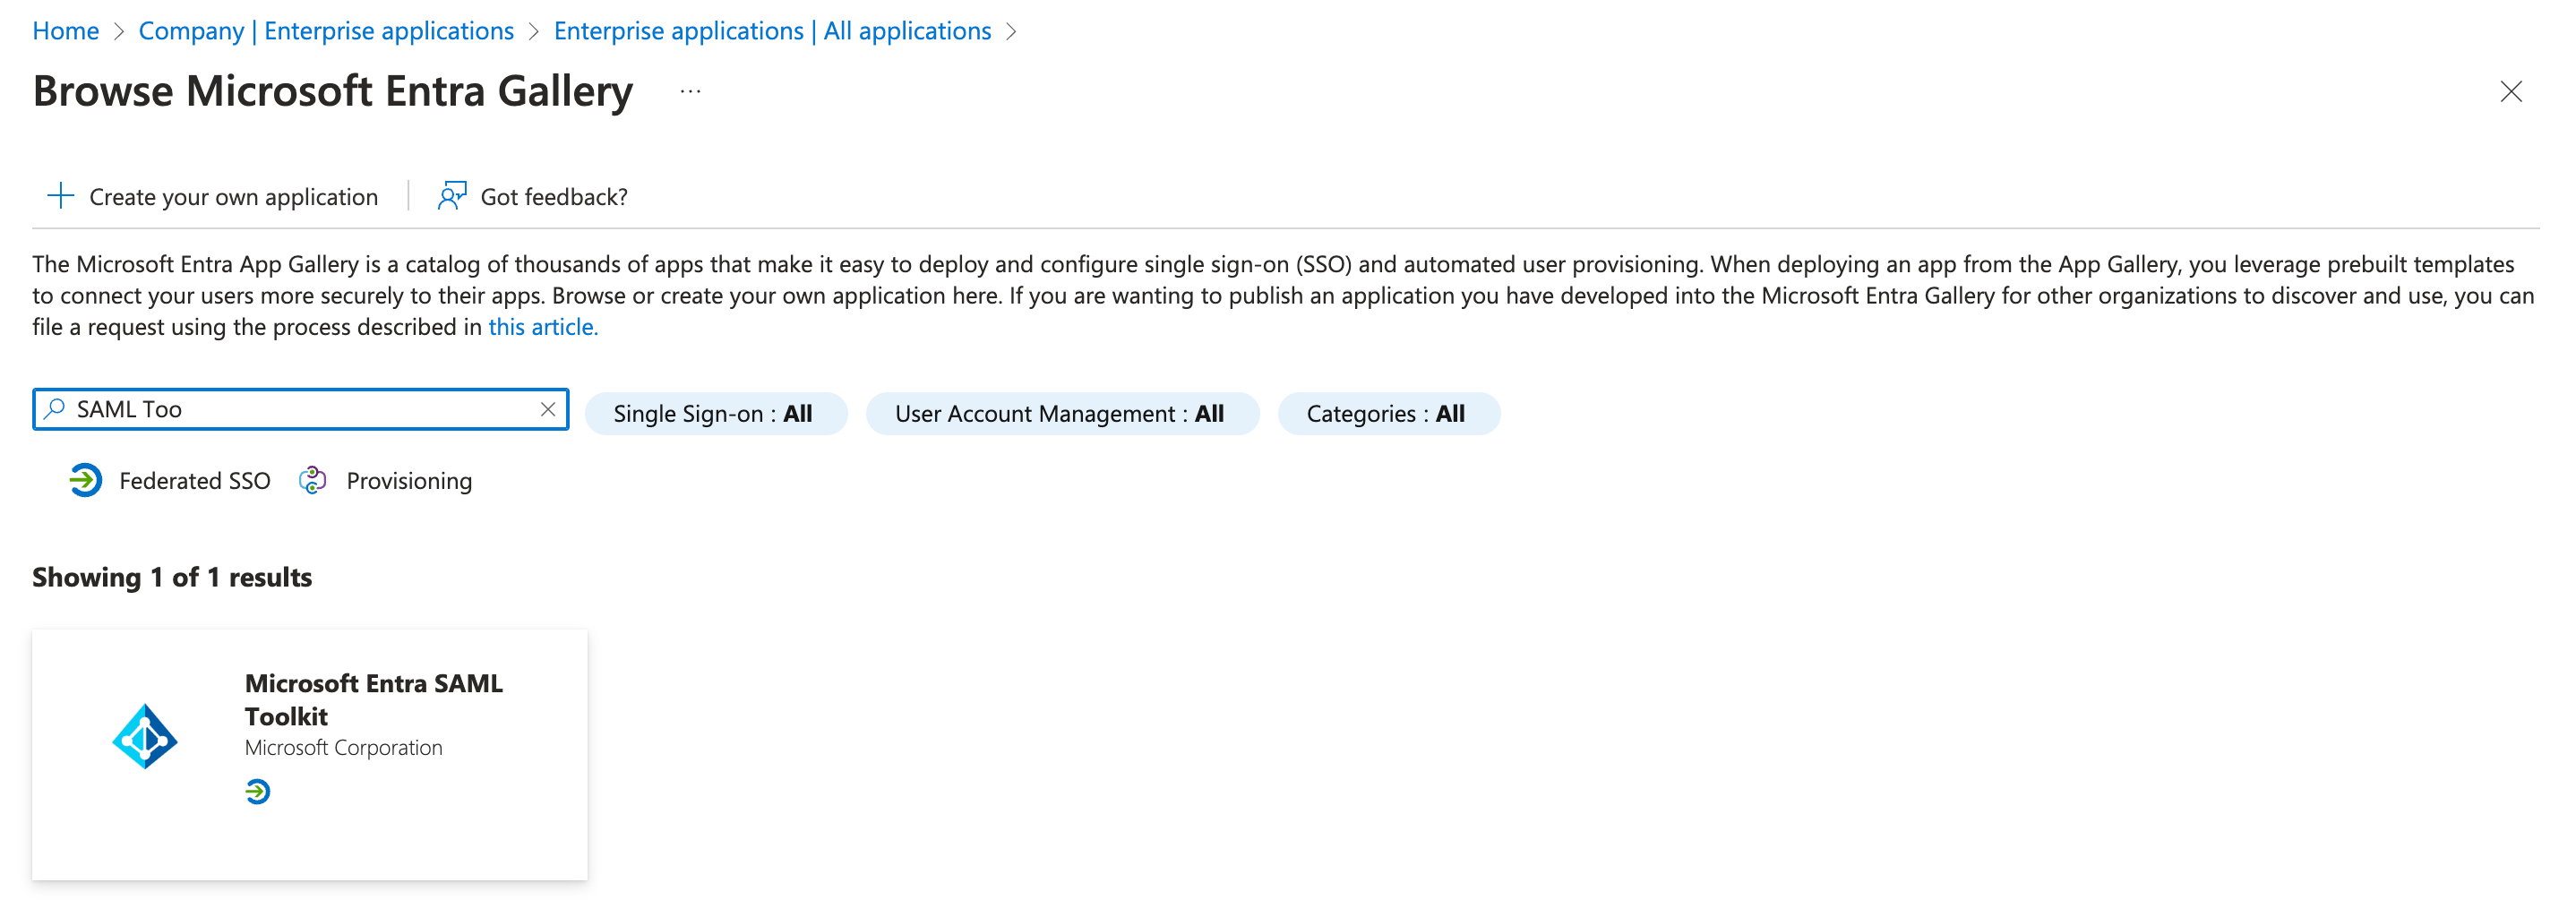 Home > Company | Enterprise applications > Enterprise applications | All applications >
Browse Microsoft Entra Gallery ...
Create your own application | Got feedback?
The Microsoft Entra App Gallery is a catalog of thousands of apps that make it easy to deploy and configure single sign-on (SSO) and automated user provisioning. When deploying an app from the App Gallery, you leverage prebuilt templates
to connect your users more securely to their apps. Browse or create your own application here. If you are wanting to publish an application you have developed into the Microsoft Entra Gallery for other organizations to discover and use, you can
file a request using the process described in this article.
SAML Too Single Sign-on : All User Account Management : All Categories : All
Federated SSO Provisioning
Showing 1 of 1 results
Microsoft Entra SAML
Toolkit
Microsoft Corporation